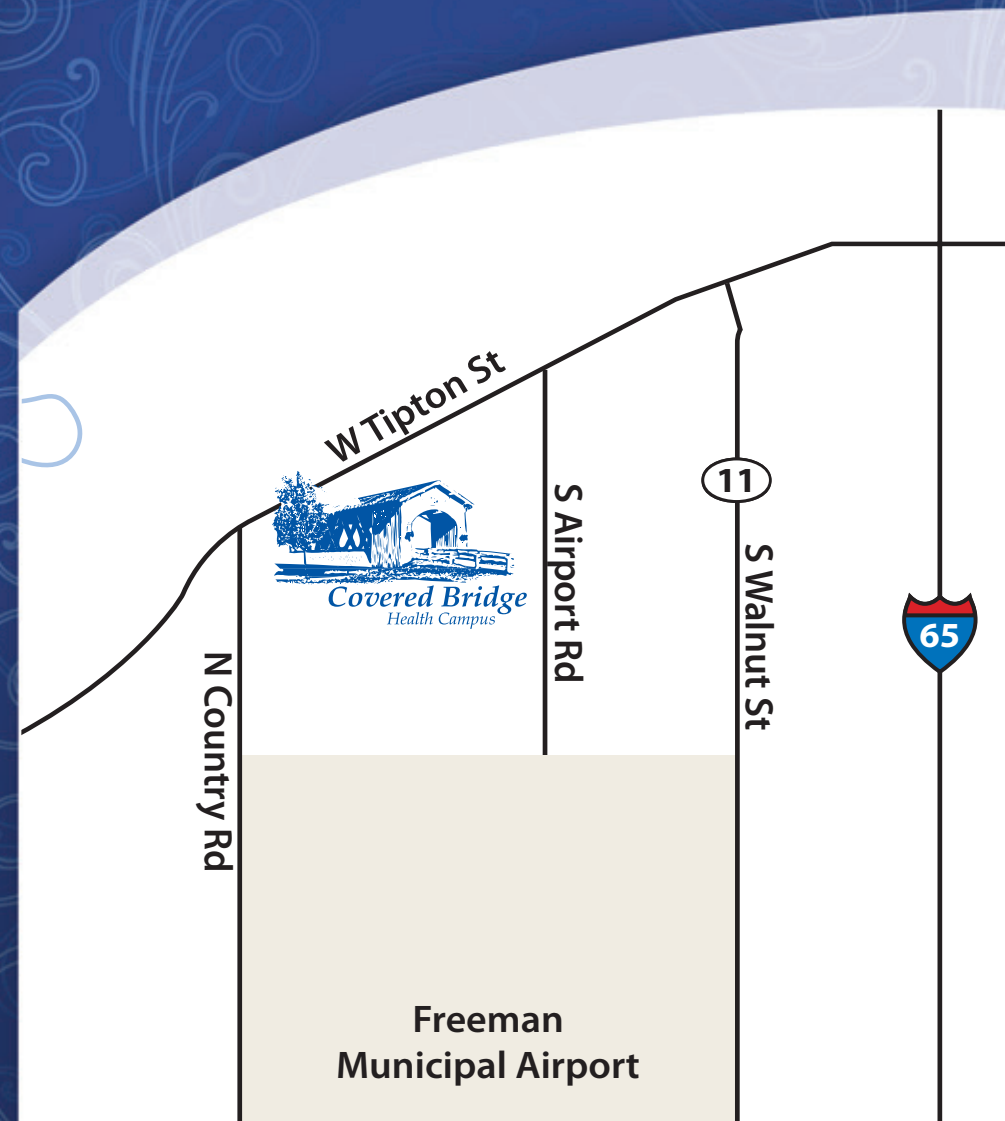 W Tipton St
11
S Airport Rd
S Walnut St
65
Covered Bridge
Health Campus
N Country Rd
Freeman
Municipal Airport